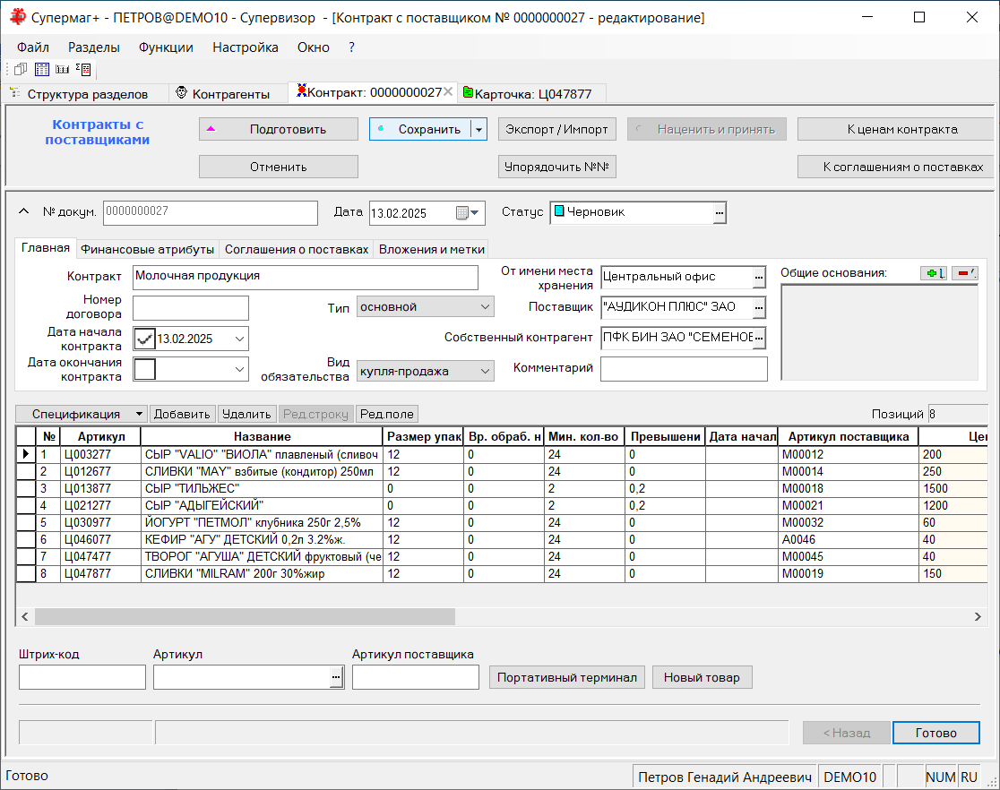 Супермаг+ - ПЕТРОВ@DEMO10 - Супервизор - [Контракт с поставщиком № 0000000027 - редактирование]
Файл Разделы Функции Настройка Окно ?
Структура разделов Контрагенты Контракт: 0000000027 Карточка: Ц047877
Контракты с поставщиками
Подготовить Сохранить Экспорт / Импорт Наценить и принять К ценам контракта
Отменить Упорядочить №№ К соглашениям о поставках
№ докум. 0000000027 Дата 13.02.2025 Статус Черновик
Главная Финансовые атрибуты Соглашения о поставках Вложения и метки
Контракт Молочная продукция От имени места хранения Центральный офис Общие основания:
Номер договора Тип основной Поставщик "АУДИКОН ПЛЮС" ЗАО
Дата начала контракта 13.02.2025 Собственный контрагент ПФК БИН ЗАО "СЕМЕНОВ
Дата окончания контракта Вид обязательства купля-продажа Комментарий
Спецификация Добавить Удалить Ред.строку Ред.поле Позиций 8
№ Артикул Название Размер упак Вр. обраб. н Мин. кол-во Превышени Дата начал Артикул поставщика Це
1 Ц003277 СЫР "VALIO" "ВИОЛА" плавленый (сливоч 12 0 24 0 М00012 200
2 Ц012677 СЛИВКИ "MAY" взбитые (кондитор) 250мл 12 0 24 0 М00014 250
3 Ц013877 СЫР "ТИЛЬЖЕС" 0 0 2 0,2 М00018 1500
4 Ц021277 СЫР "АДЫГЕЙСКИЙ" 0 0 2 0,2 М00021 1200
5 Ц030977 ЙОГУРТ "ПЕТМОЛ" клубника 250г 2,5% 12 0 24 0 М00032 60
6 Ц046077 КЕФИР "АГУ" ДЕТСКИЙ 0,2л 3.2%ж. 12 0 24 0 А0046 40
7 Ц047477 ТВОРОГ "АГУША" ДЕТСКИЙ фруктовый (че 12 0 24 0 М00045 40
8 Ц047877 СЛИВКИ "MILRAM" 200г 30%жир 12 0 24 0 М00019 150
Штрих-код Артикул Артикул поставщика
Портативный терминал Новый товар
< Назад Готово
Готово Петров Генадий Андреевич DEMO10 NUM RU